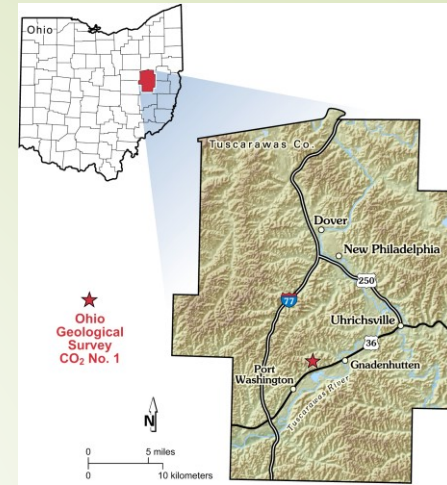 Ohio
Tuscarawas Co.
Dover
New Philadelphia
250
77
Uhrichsville
36
Gnadenhutten
Port
Washington
Tuscarawas River
Ohio
Geological
Survey
CO₂ No. 1
N
0 5 miles
0 10 kilometers